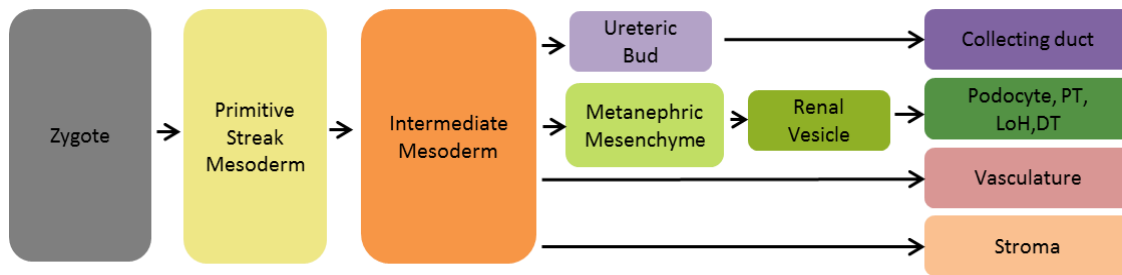 Zygote
Primitive
Streak
Mesoderm
Intermediate
Mesoderm
Ureteric
Bud
Metanephric
Mesenchyme
Renal
Vesicle
Collecting duct
Podocyte, PT,
LoH,DT
Vasculature
Stroma